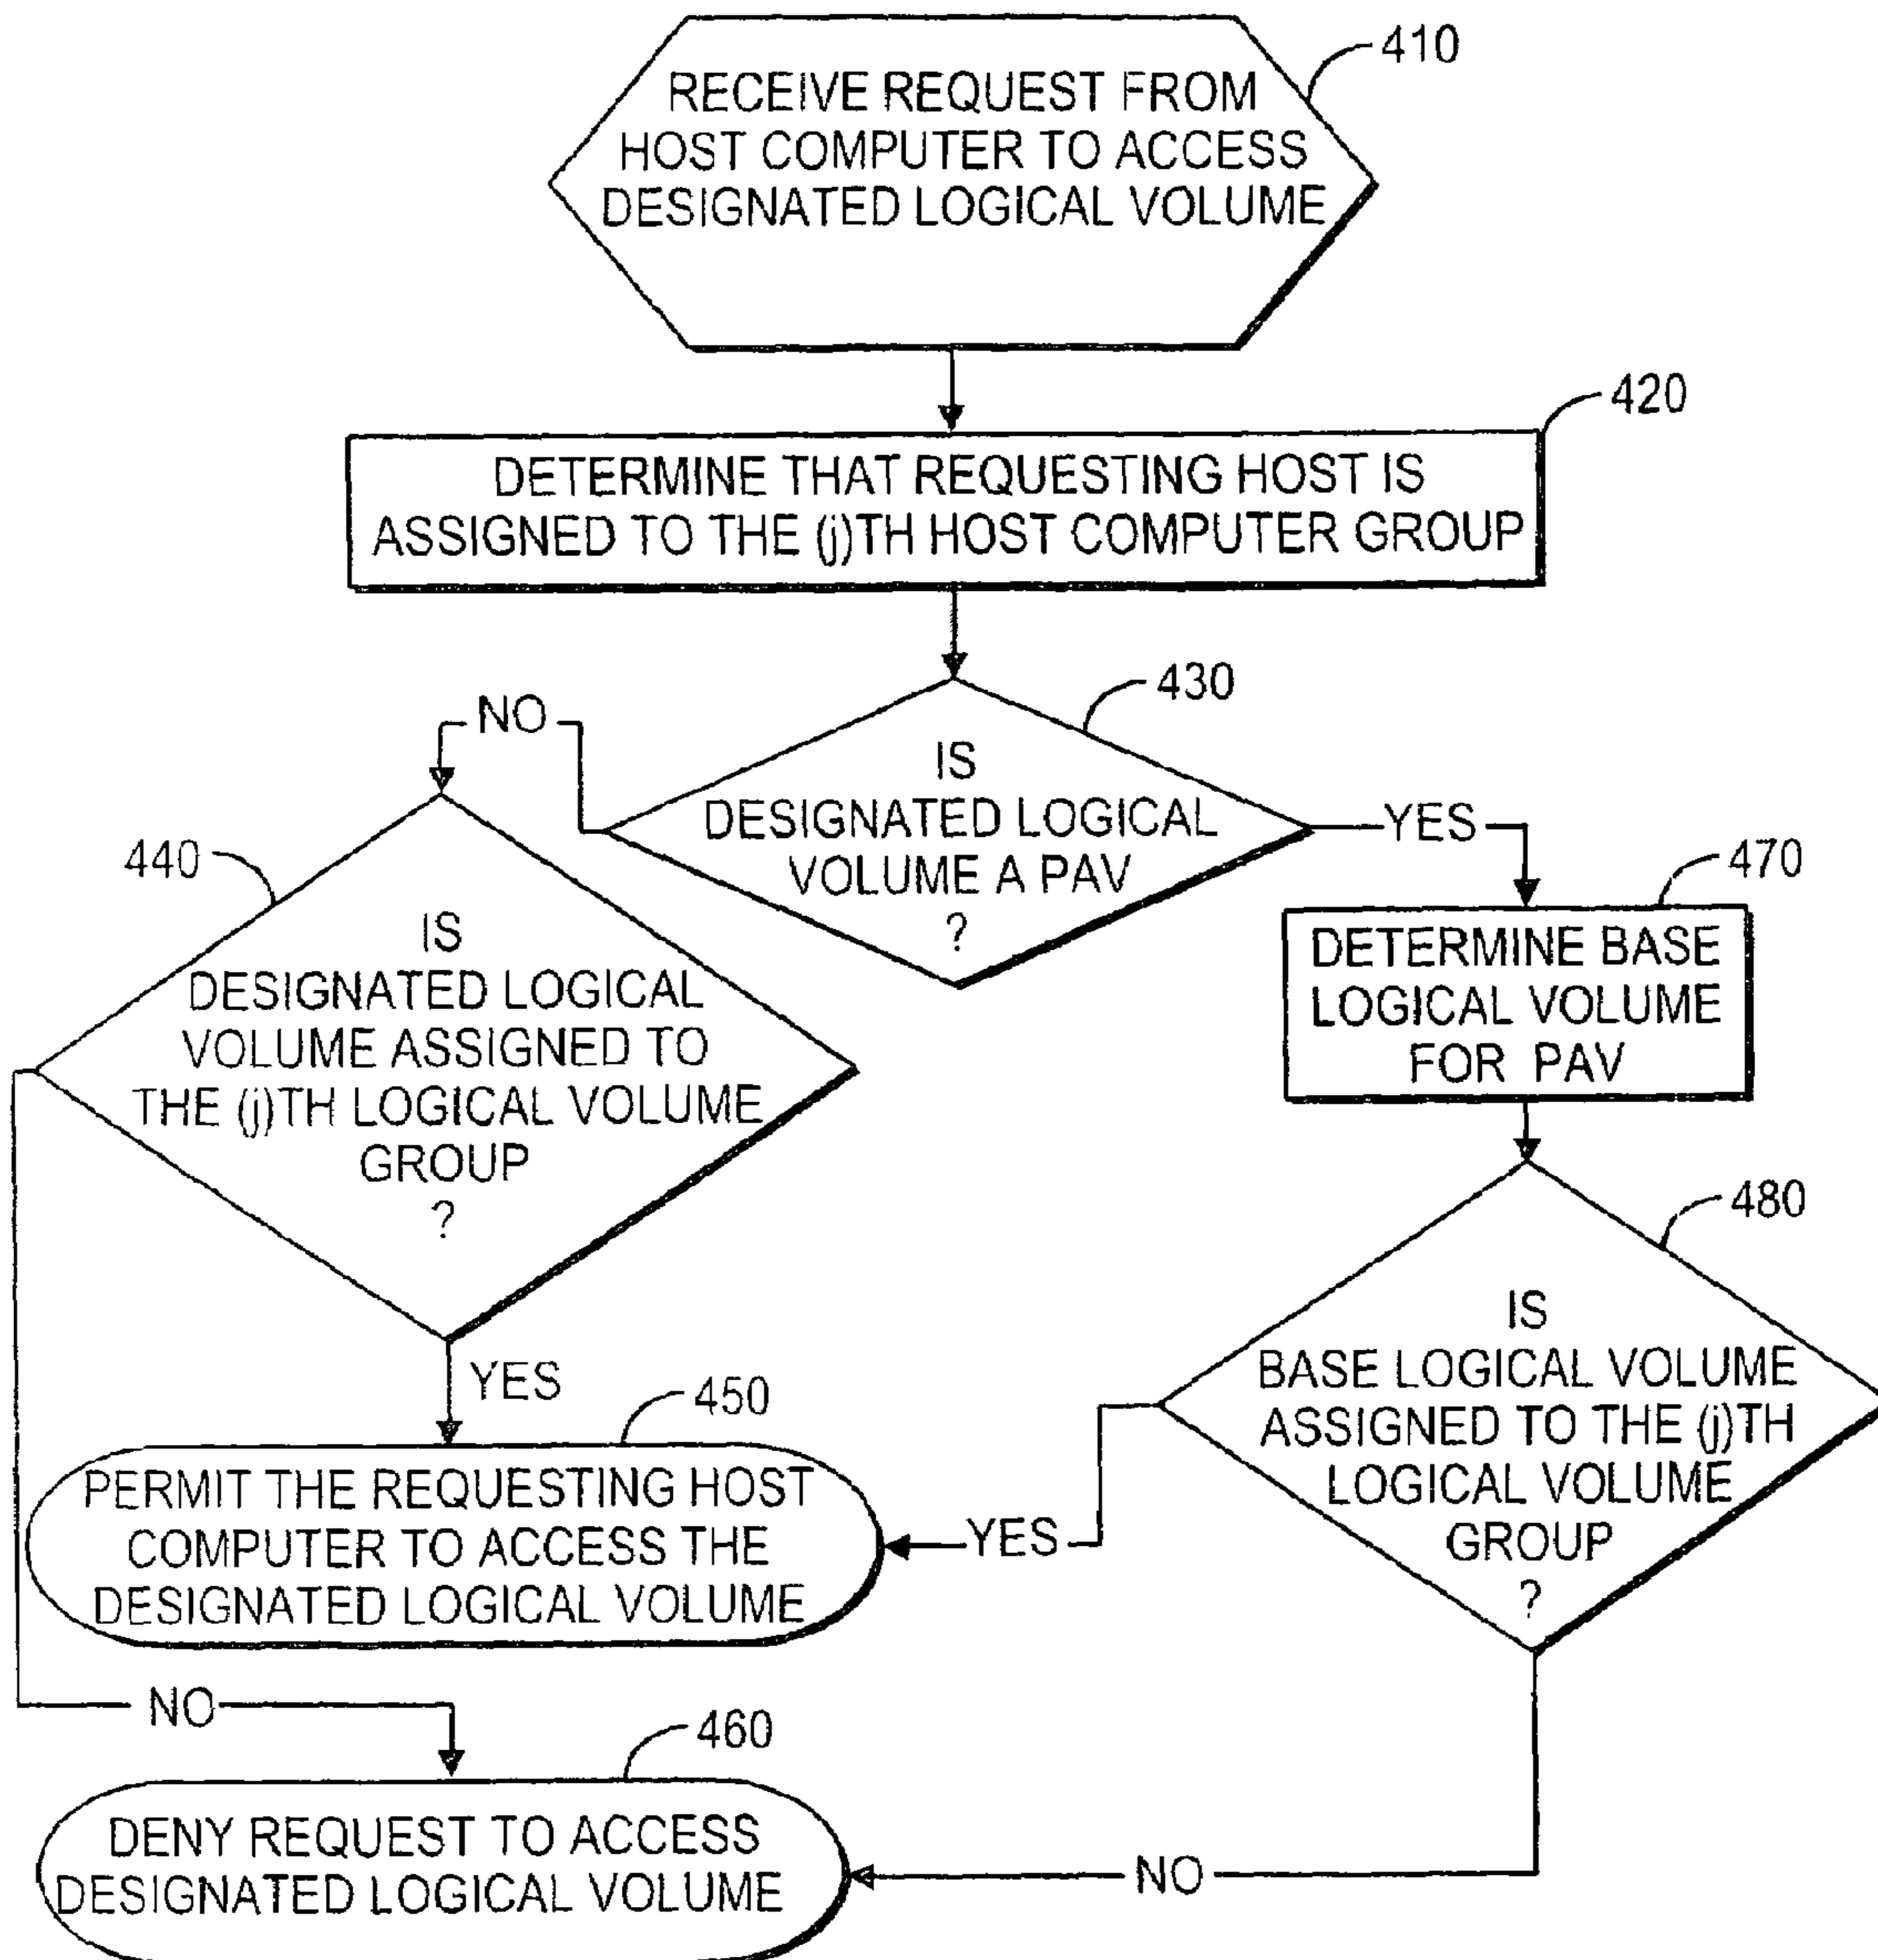 410
RECEIVE REQUEST FROM
HOST COMPUTER TO ACCESS
DESIGNATED LOGICAL VOLUME
420
DETERMINE THAT REQUESTING HOST IS
ASSIGNED TO THE (j)TH HOST COMPUTER GROUP
430
NO
IS
DESIGNATED LOGICAL
VOLUME A PAV
?
YES
440
IS
DESIGNATED LOGICAL
VOLUME ASSIGNED TO
THE (j)TH LOGICAL VOLUME
GROUP
?
470
DETERMINE BASE
LOGICAL VOLUME
FOR PAV
480
IS
BASE LOGICAL VOLUME
ASSIGNED TO THE (j)TH
LOGICAL VOLUME
GROUP
?
YES
450
PERMIT THE REQUESTING HOST
COMPUTER TO ACCESS THE
DESIGNATED LOGICAL VOLUME
YES
NO
460
DENY REQUEST TO ACCESS
DESIGNATED LOGICAL VOLUME
NO